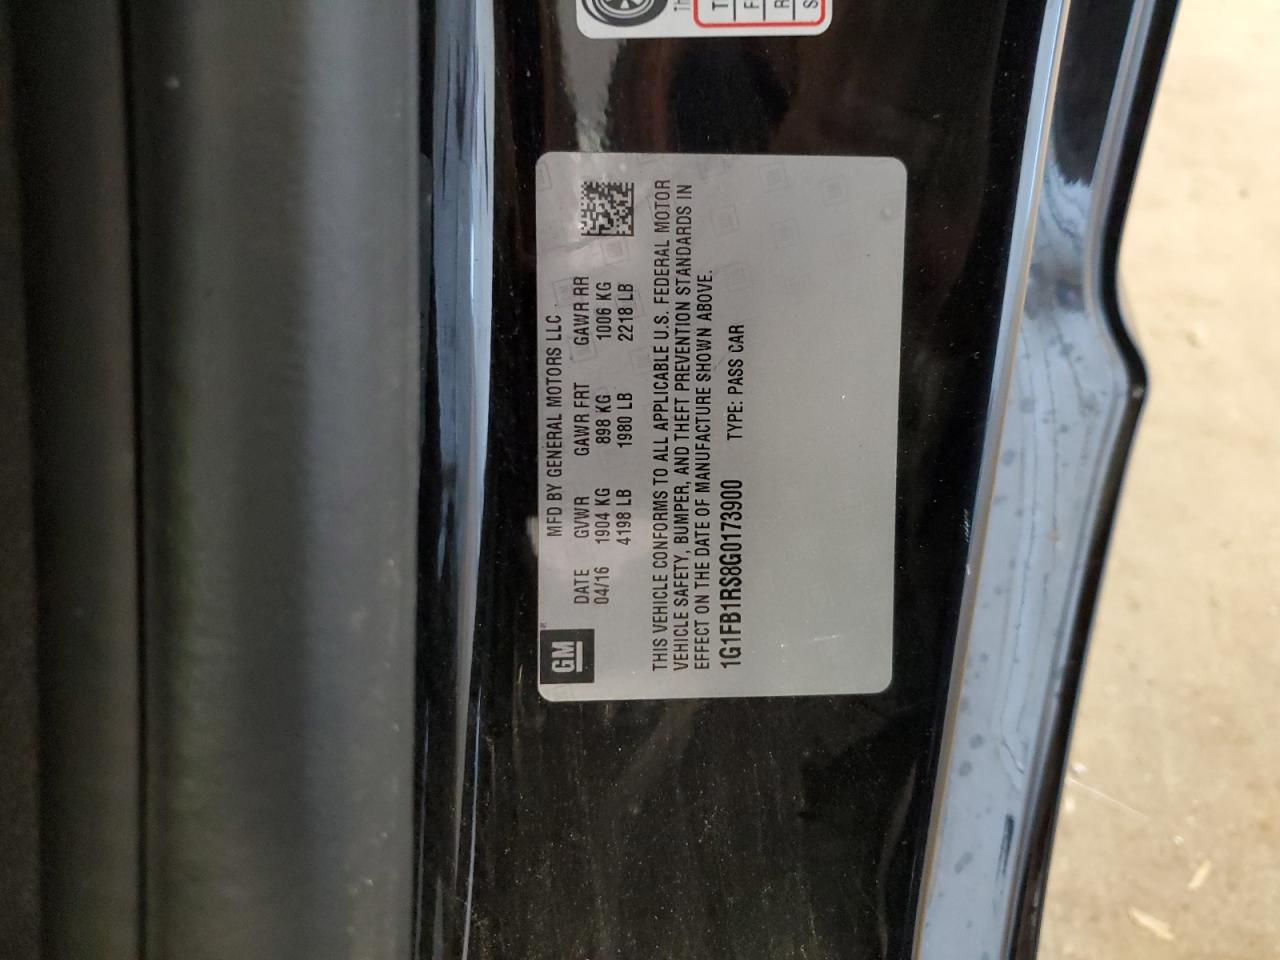 GM
MFD BY GENERAL MOTORS LLC
DATE GVWR GAWR FRT GAWR RR
04/16 1904 KG 898 KG 1006 KG
4198 LB 1980 LB 2218 LB
THIS VEHICLE CONFORMS TO ALL APPLICABLE U.S. FEDERAL MOTOR
VEHICLE SAFETY, BUMPER, AND THEFT PREVENTION STANDARDS IN
EFFECT ON THE DATE OF MANUFACTURE SHOWN ABOVE.
1G1FB1RS8G0173900 TYPE: PASS CAR